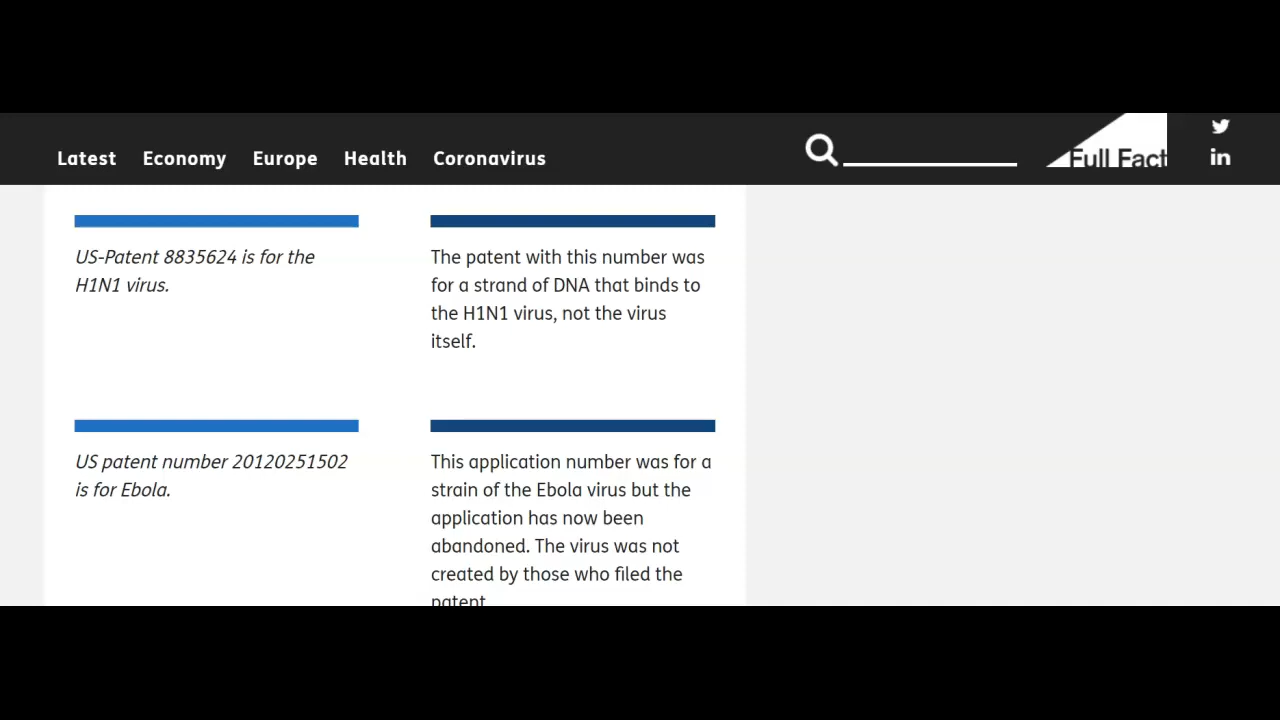 Latest Economy Europe Health Coronavirus
Full Fact
in
US-Patent 8835624 is for the
H1N1 virus.
The patent with this number was
for a strand of DNA that binds to
the H1N1 virus, not the virus
itself.
US patent number 20120251502
is for Ebola.
This application number was for a
strain of the Ebola virus but the
application has now been
abandoned. The virus was not
created by those who filed the
patent